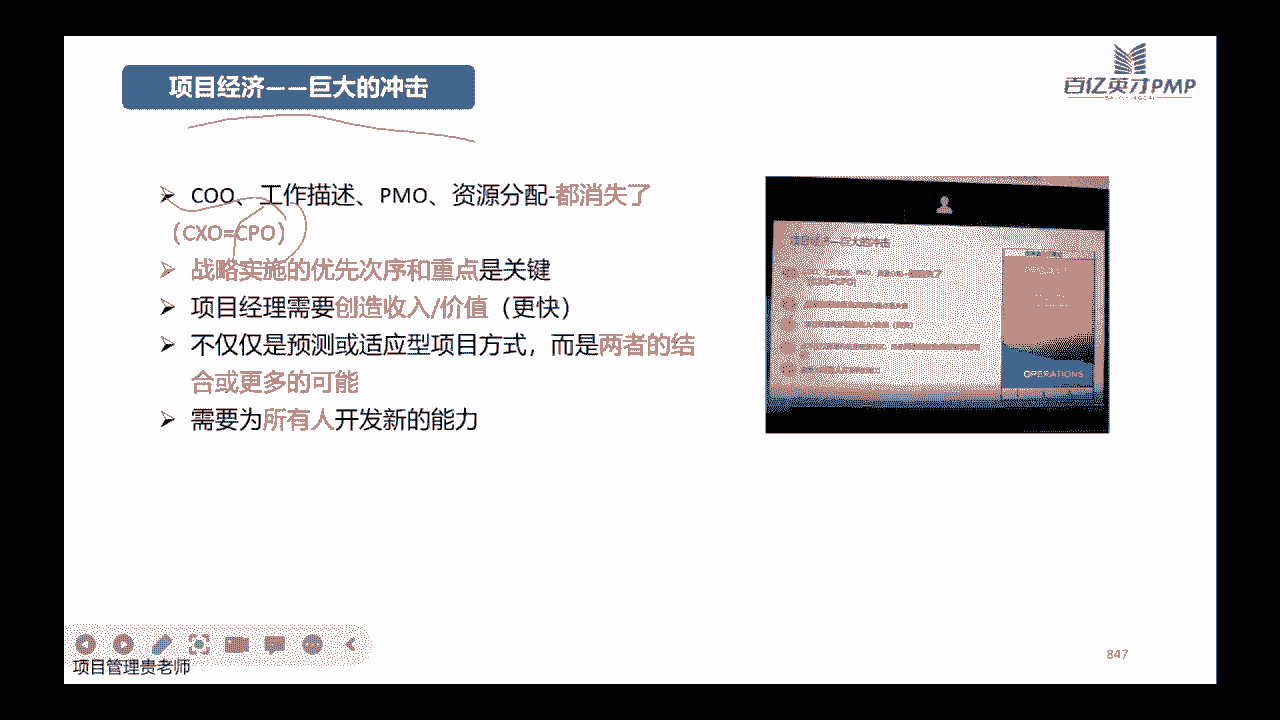 项目经济——巨大的冲击
百亿英才PMP
COO、工作描述、PMO、资源分配-都消失了
（CXO=CPO）
战略实施的优先次序和重点是关键
项目经理需要创造收入/价值（更快）
不仅仅是预测或适应型项目方式，而是两者的结
合或更多的可能
需要为所有人开发新的能力
项目经济—巨大的冲击
OPERATIONS
项目管理贵老师
847